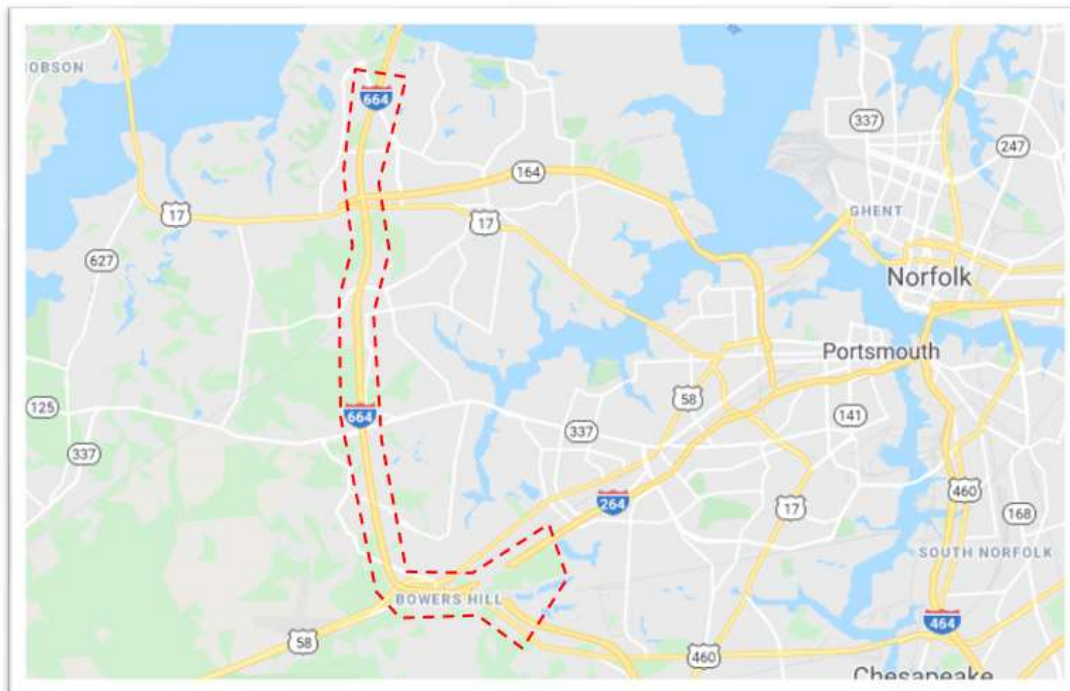 OBSON
664
337
247
164
17
17
GHENT
627
Norfolk
Portsmouth
58
125
664
141
337
337
264
17
460
168
SOUTH NORFOLK
BOWERS HILL
464
58
460
Chesapeake